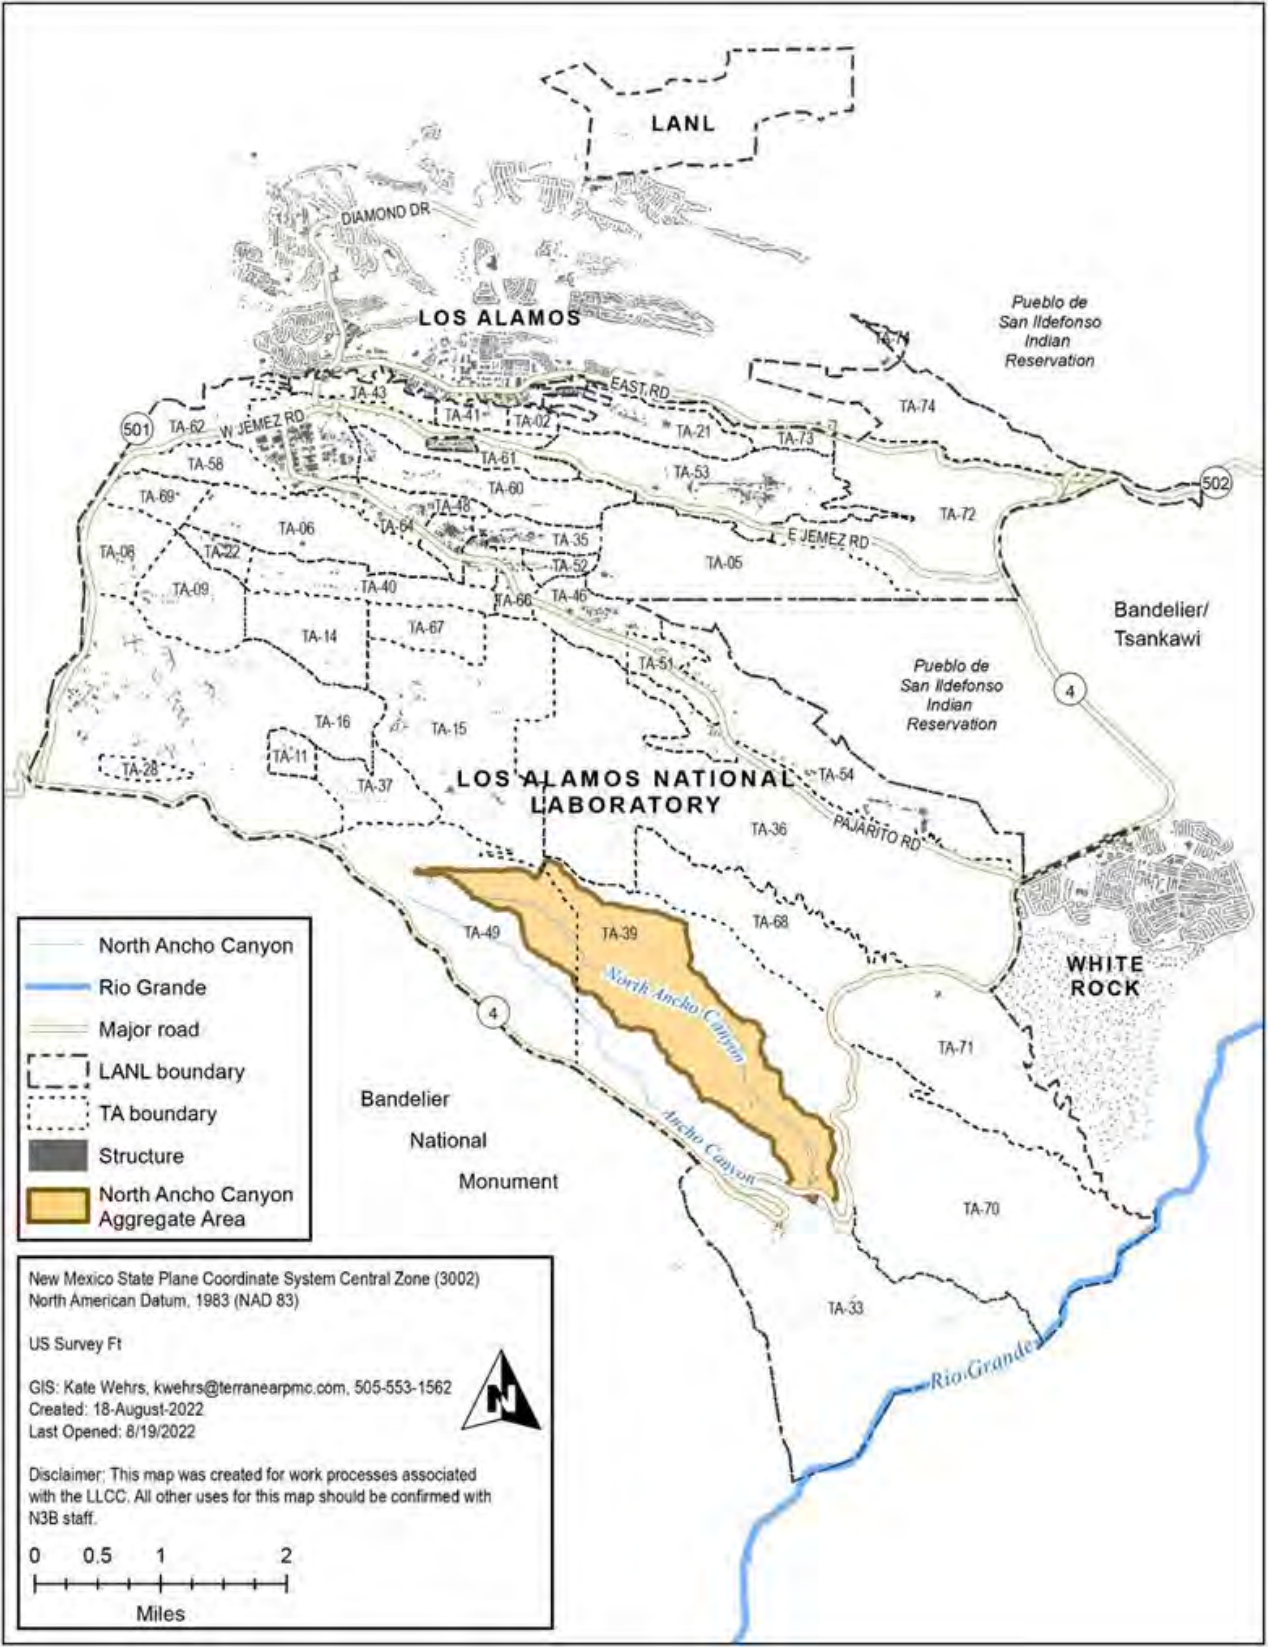 LANL
DIAMOND DR
LOS ALAMOS
Pueblo de
San Ildefonso
Indian
Reservation
EAST RD
TA-74
TA-43
TA-41
TA-02
501
TA-62
W JEMEZ RD
TA-21
TA-73
TA-58
TA-61
TA-53
502
TA-69
TA-60
TA-48
TA-72
TA-06
TA-64
TA-35
E JEMEZ RD
TA-08
TA-22
TA-52
TA-05
TA-09
TA-40
TA-66
TA-46
Bandelier/
Tsankawi
TA-14
TA-67
TA-51
Pueblo de
San Ildefonso
Indian
Reservation
4
TA-16
TA-15
TA-11
TA-28
TA-37
LOS ALAMOS NATIONAL
LABORATORY
TA-54
TA-36
PAJARITO RD
TA-68
TA-49
TA-39
WHITE
ROCK
North Ancho Canyon
4
TA-71
Bandelier
National
Monument
Ancho Canyon
TA-70
TA-33
Rio Grande
North Ancho Canyon
Rio Grande
Major road
LANL boundary
TA boundary
Structure
North Ancho Canyon
Aggregate Area
New Mexico State Plane Coordinate System Central Zone (3002)
North American Datum, 1983 (NAD 83)
US Survey Ft
GIS: Kate Wehrs, kwehrs@terranearpmc.com, 505-553-1562
Created: 18-August-2022
Last Opened: 8/19/2022
N
Disclaimer: This map was created for work processes associated
with the LLCC. All other uses for this map should be confirmed with
N3B staff.
0 0.5 1 2
Miles